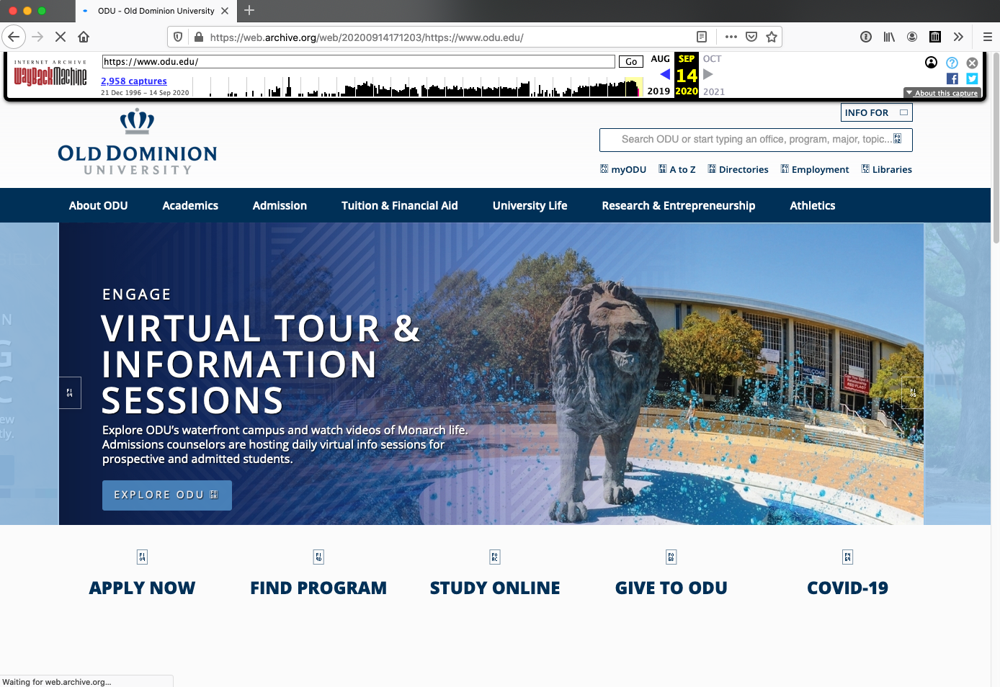 ODU - Old Dominion University
https://web.archive.org/web/20200914171203/https://www.odu.edu/
INTERNET ARCHIVE
WayBackMachine
https://www.odu.edu/
Go
AUG
SEP
OCT
2,958 captures
14
21 Dec 1996 – 14 Sep 2020
2019
2020
2021
About this capture
INFO FOR
OLD DOMINION
UNIVERSITY
Search ODU or start typing an office, program, major, topic...
myODU
A to Z
Directories
Employment
Libraries
About ODU
Academics
Admission
Tuition & Financial Aid
University Life
Research & Entrepreneurship
Athletics
ENGAGE
VIRTUAL TOUR &
INFORMATION
SESSIONS
Explore ODU’s waterfront campus and watch videos of Monarch life.
Admissions counselors are hosting daily virtual info sessions for
prospective and admitted students.
EXPLORE ODU
WELCOME
RED FLAG?
APPLY NOW
FIND PROGRAM
STUDY ONLINE
GIVE TO ODU
COVID-19
Waiting for web.archive.org...